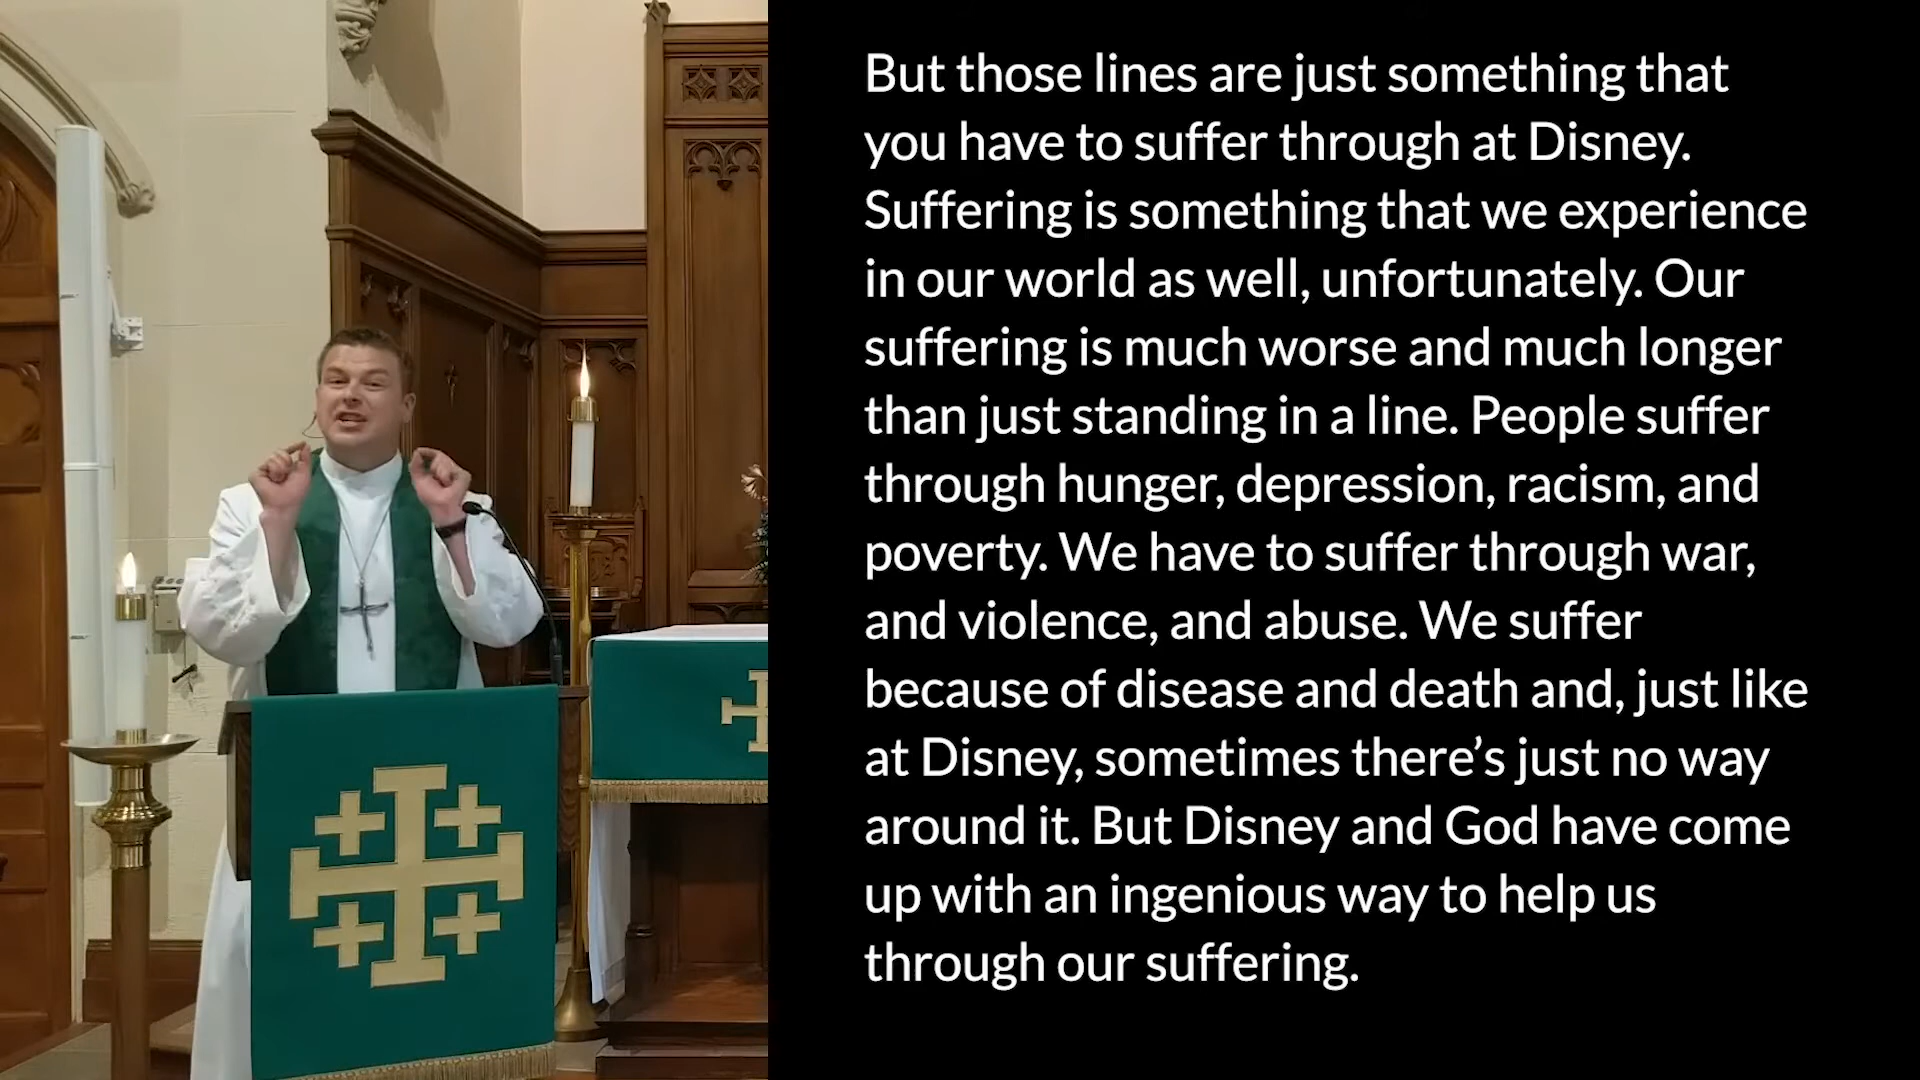 But those lines are just something that
you have to suffer through at Disney.
Suffering is something that we experience
in our world as well, unfortunately. Our
suffering is much worse and much longer
than just standing in a line. People suffer
through hunger, depression, racism, and
poverty. We have to suffer through war,
and violence, and abuse. We suffer
because of disease and death and, just like
at Disney, sometimes there’s just no way
around it. But Disney and God have come
up with an ingenious way to help us
through our suffering.